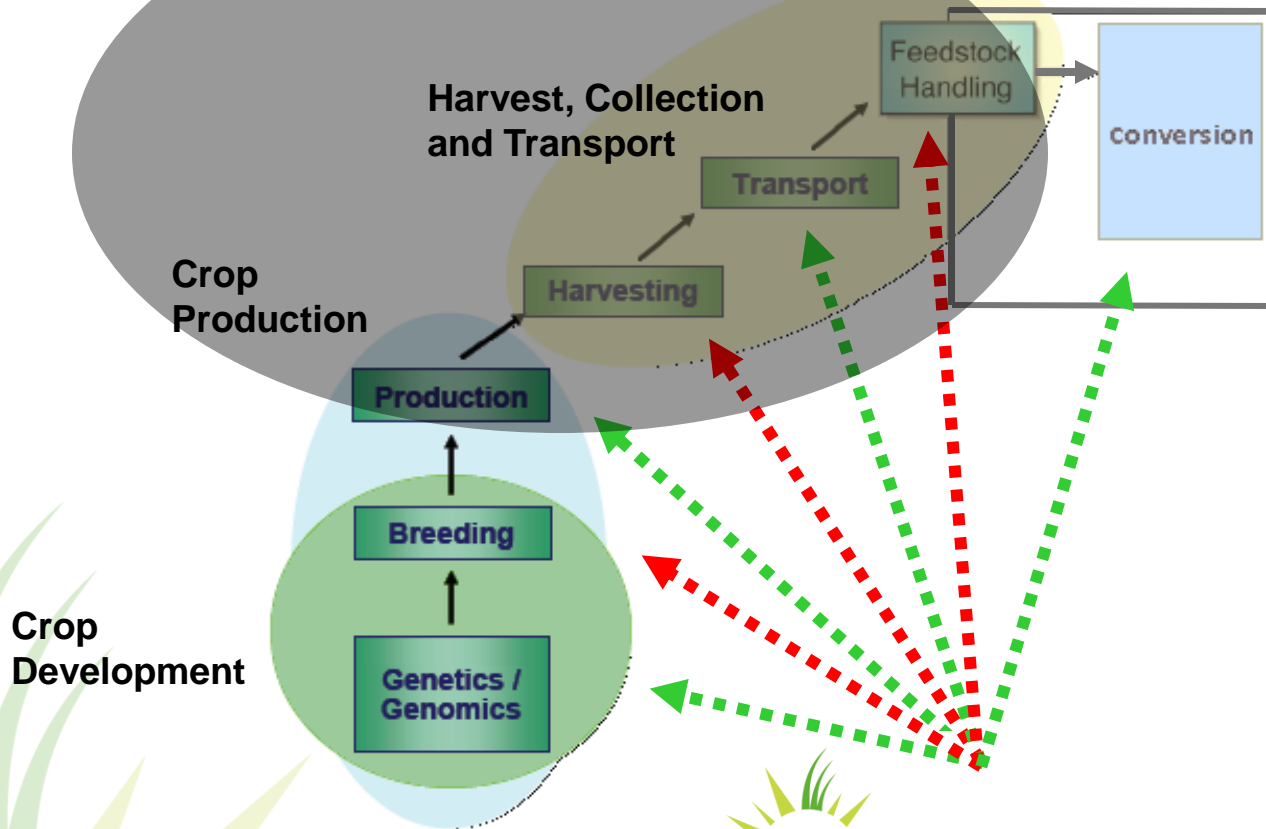 Feedstock
Handling
Conversion
Harvest, Collection
and Transport
Transport
Crop
Production
Harvesting
Production
Breeding
Crop
Development
Genetics /
Genomics